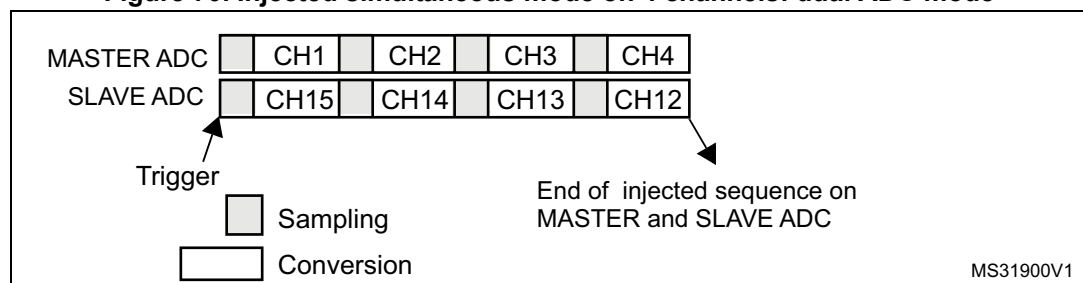 MASTER ADC CH1 CH2 CH3 CH4
SLAVE ADC CH15 CH14 CH13 CH12
Trigger
End of injected sequence on
MASTER and SLAVE ADC
Sampling
Conversion
MS31900V1